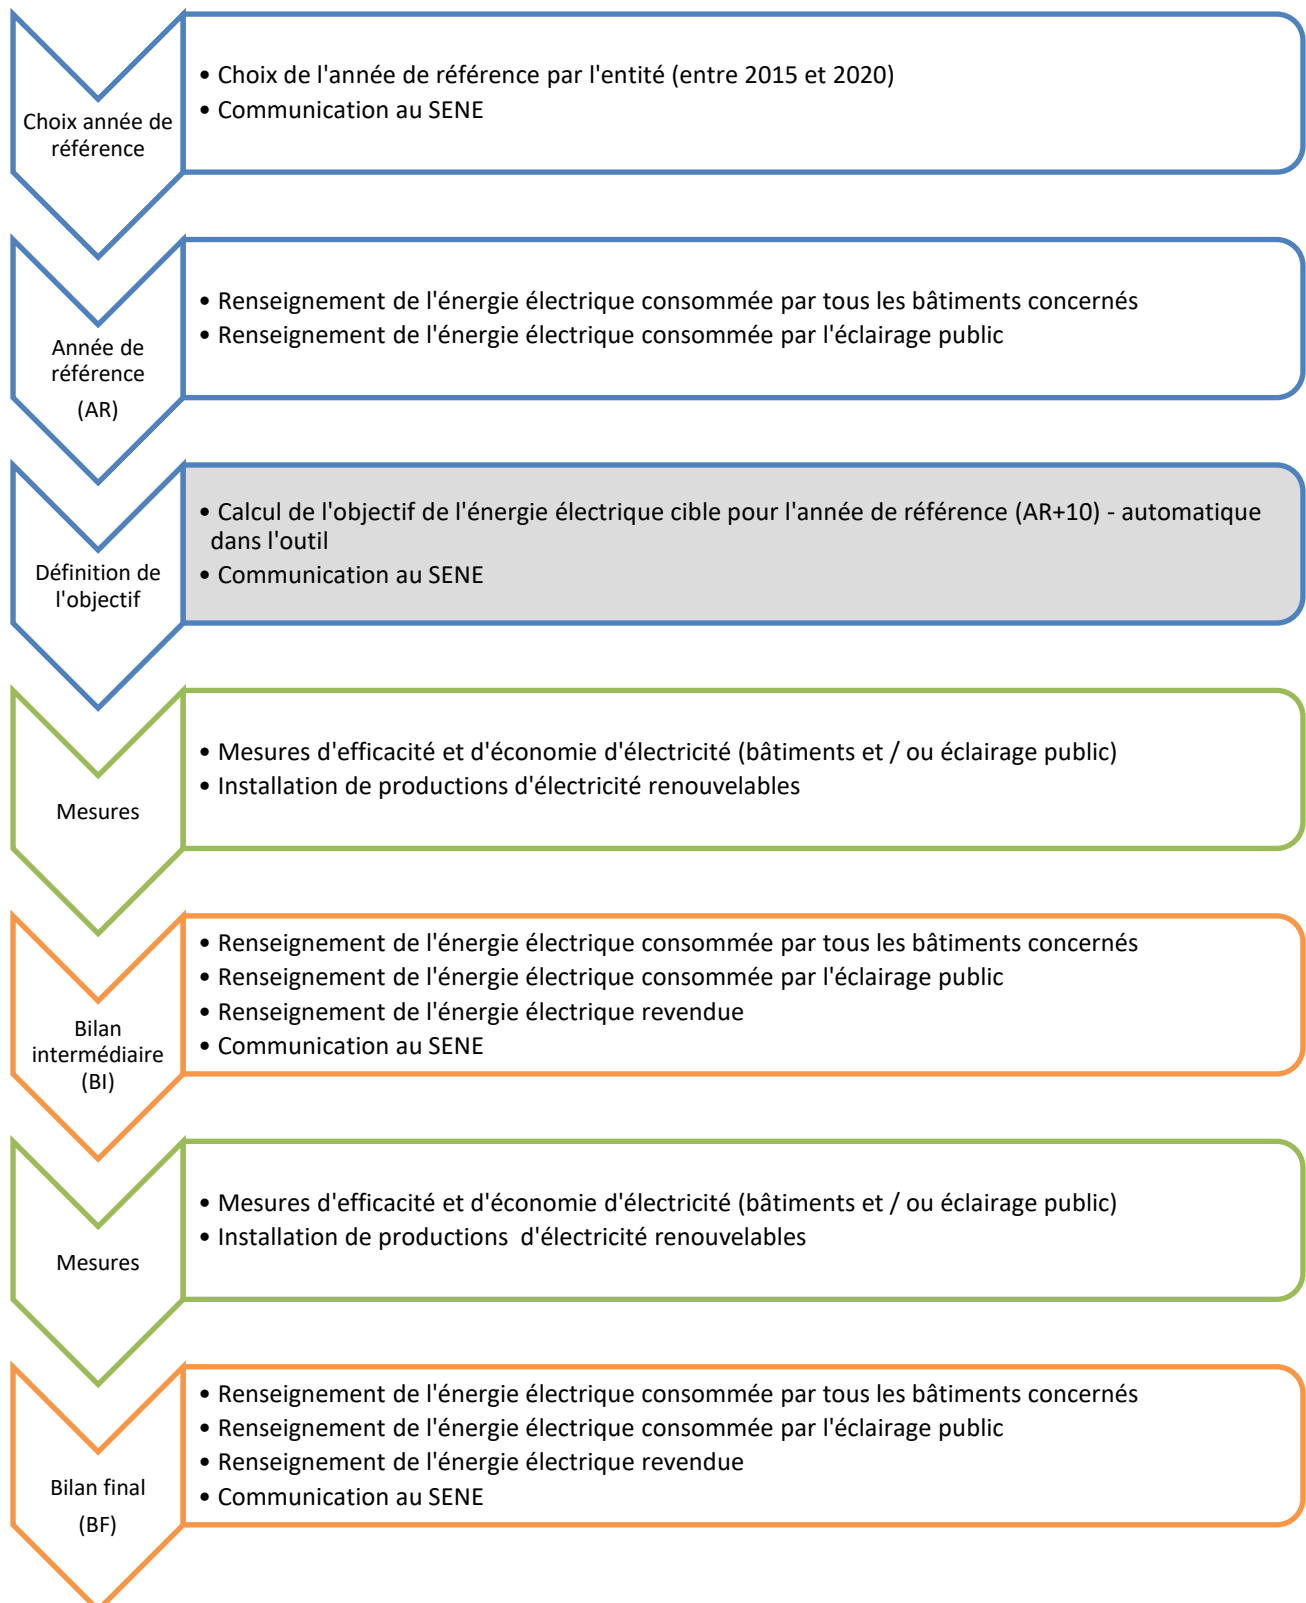 Choix année de
référence
• Choix de l'année de référence par l'entité (entre 2015 et 2020)
• Communication au SENE
Année de
référence
(AR)
• Renseignement de l'énergie électrique consommée par tous les bâtiments concernés
• Renseignement de l'énergie électrique consommée par l'éclairage public
Définition de
l'objectif
• Calcul de l'objectif de l'énergie électrique cible pour l'année de référence (AR+10) - automatique
dans l'outil
• Communication au SENE
Mesures
• Mesures d'efficacité et d'économie d'électricité (bâtiments et / ou éclairage public)
• Installation de productions d'électricité renouvelables
Bilan
intermédiaire
(BI)
• Renseignement de l'énergie électrique consommée par tous les bâtiments concernés
• Renseignement de l'énergie électrique consommée par l'éclairage public
• Renseignement de l'énergie électrique revendue
• Communication au SENE
Mesures
• Mesures d'efficacité et d'économie d'électricité (bâtiments et / ou éclairage public)
• Installation de productions  d'électricité renouvelables
Bilan final
(BF)
• Renseignement de l'énergie électrique consommée par tous les bâtiments concernés
• Renseignement de l'énergie électrique consommée par l'éclairage public
• Renseignement de l'énergie électrique revendue
• Communication au SENE